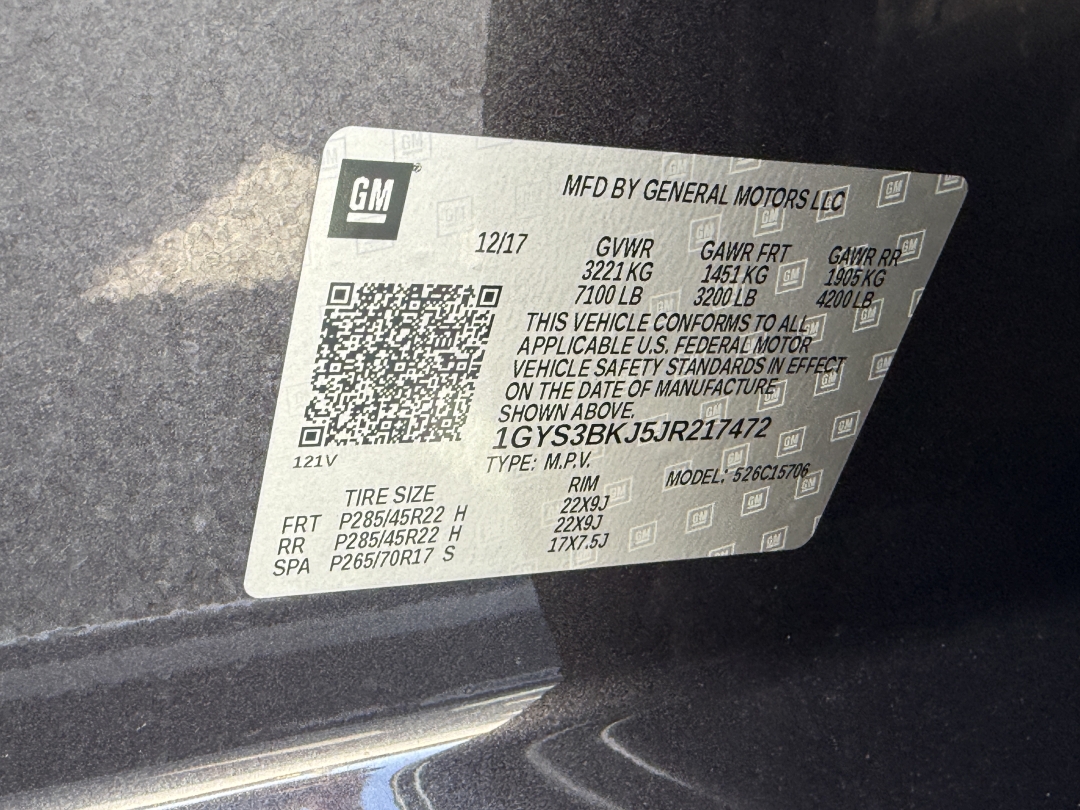 GM
MFD BY GENERAL MOTORS LLC
12/17 GVWR GAWR FRT GAWR RR
3221 KG 1451 KG 1905 KG
7100 LB 3200 LB 4200 LB
THIS VEHICLE CONFORMS TO ALL
APPLICABLE U.S. FEDERAL MOTOR
VEHICLE SAFETY STANDARDS IN EFFECT
ON THE DATE OF MANUFACTURE
SHOWN ABOVE.
1GYS3BKJ5JR217472
121V
TYPE: M.P.V. MODEL: 526C15706
TIRE SIZE RIM
FRT P285/45R22 H 22X9J
RR P285/45R22 H 22X9J
SPA P265/70R17 S 17X7.5J